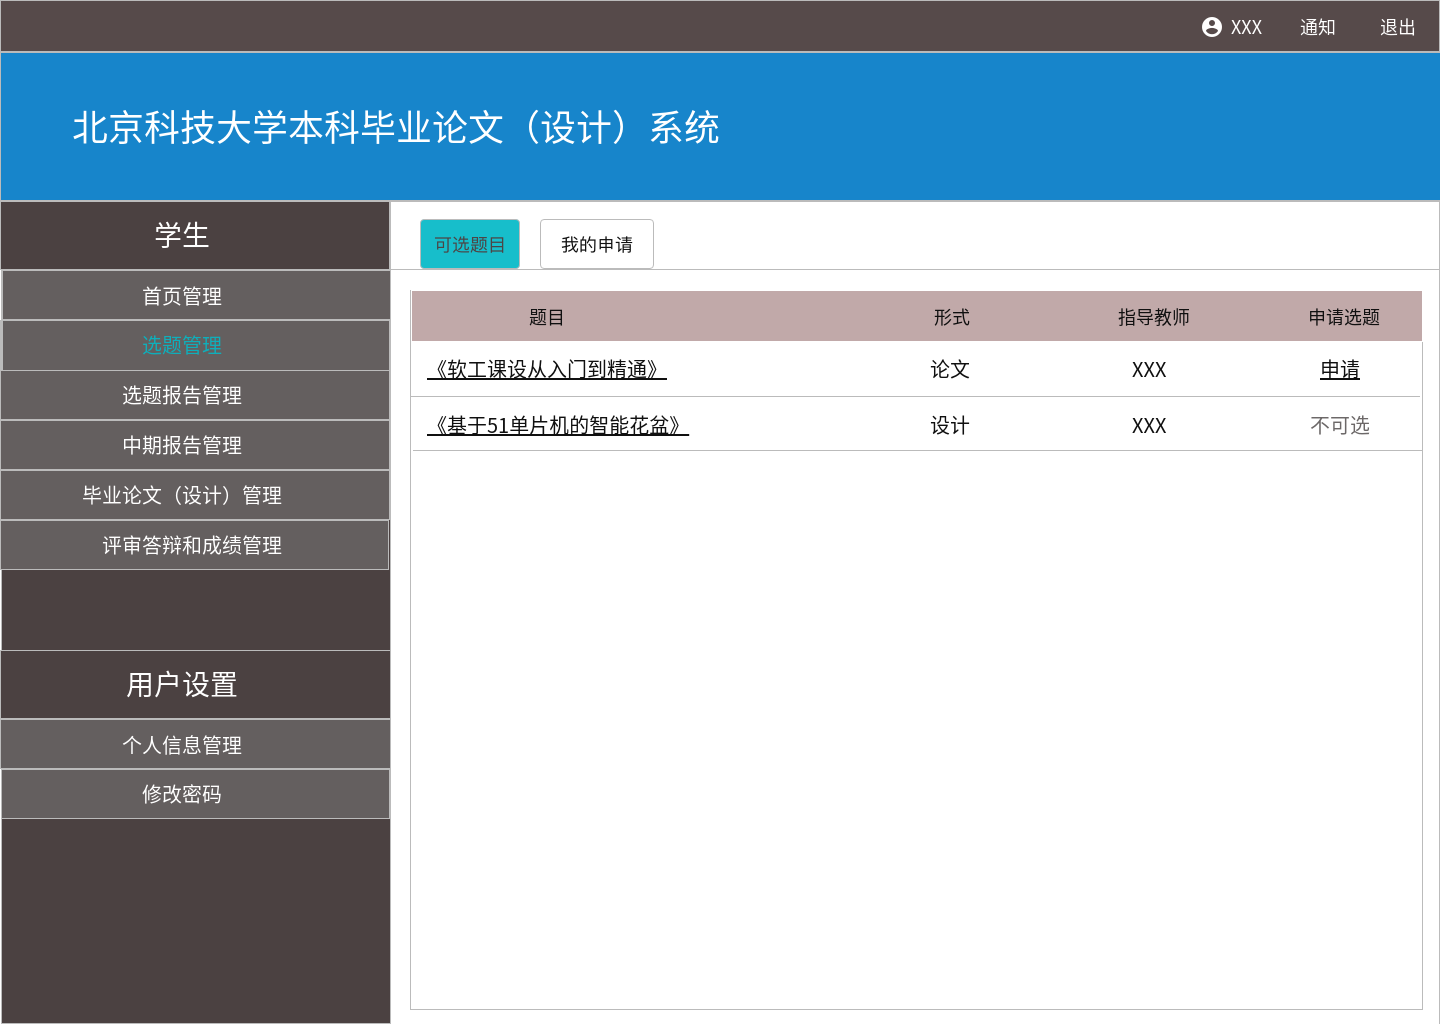 XXX 通知 退出
北京科技大学本科毕业论文（设计）系统
学生
首页管理
选题管理
选题报告管理
中期报告管理
毕业论文（设计）管理
评审答辩和成绩管理
用户设置
个人信息管理
修改密码
可选题目 我的申请
题目 形式 指导教师 申请选题
《软工课设从入门到精通》 论文 XXX 申请
《基于51单片机的智能花盆》 设计 XXX 不可选